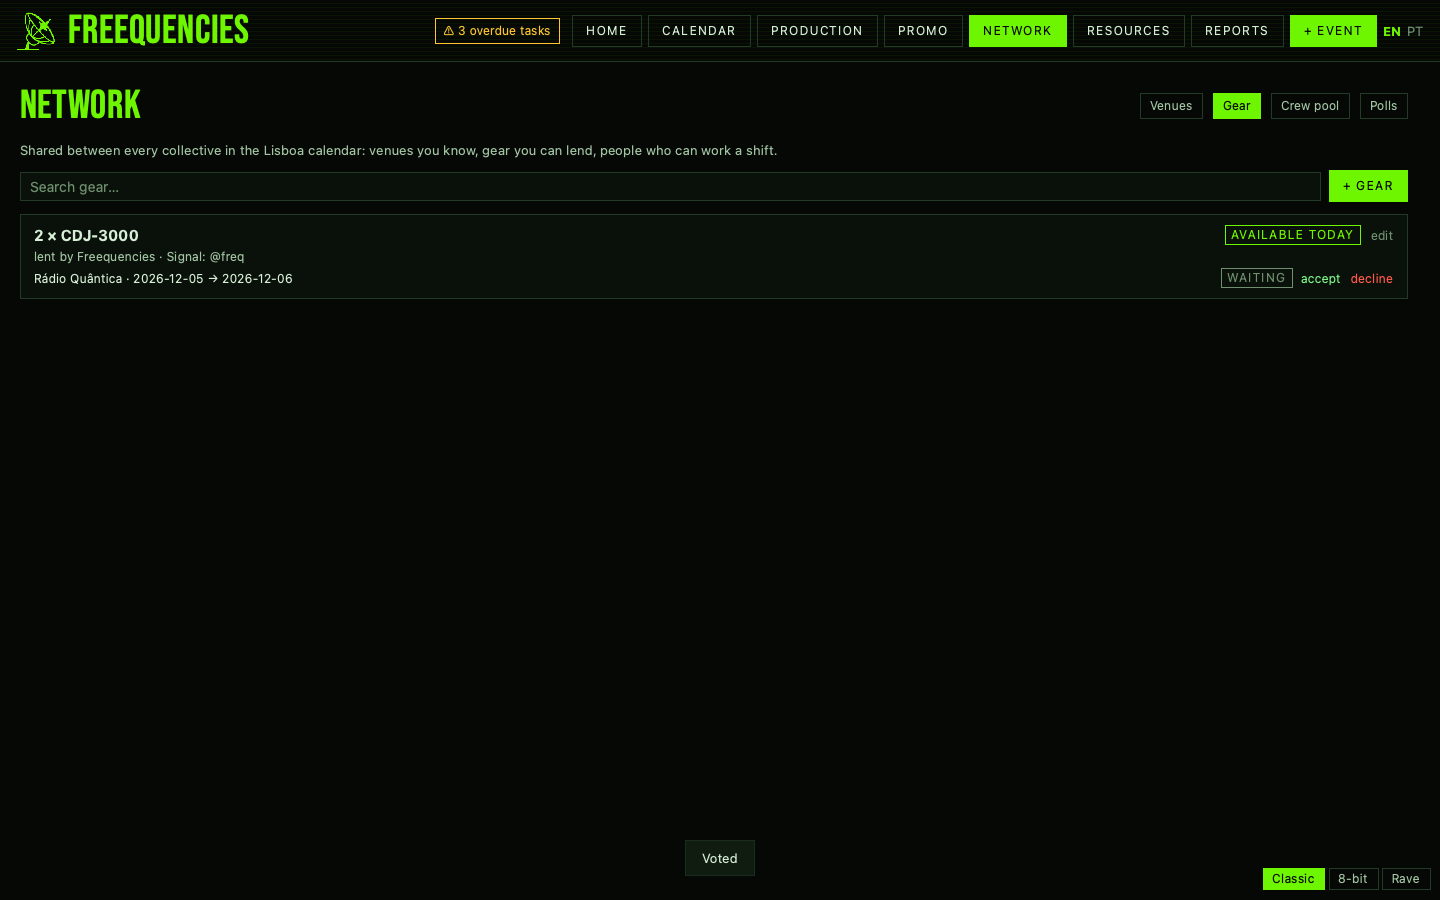 FREEQUENCIES
⚠ 3 overdue tasks
HOME
CALENDAR
PRODUCTION
PROMO
NETWORK
RESOURCES
REPORTS
+ EVENT
EN PT
NETWORK
Venues
Gear
Crew pool
Polls
Shared between every collective in the Lisboa calendar: venues you know, gear you can lend, people who can work a shift.
Search gear...
+ GEAR
2 × CDJ-3000
AVAILABLE TODAY
edit
lent by Freequencies · Signal: @freq
Rádio Quântica · 2026-12-05 → 2026-12-06
WAITING
accept
decline
Voted
Classic
8-bit
Rave